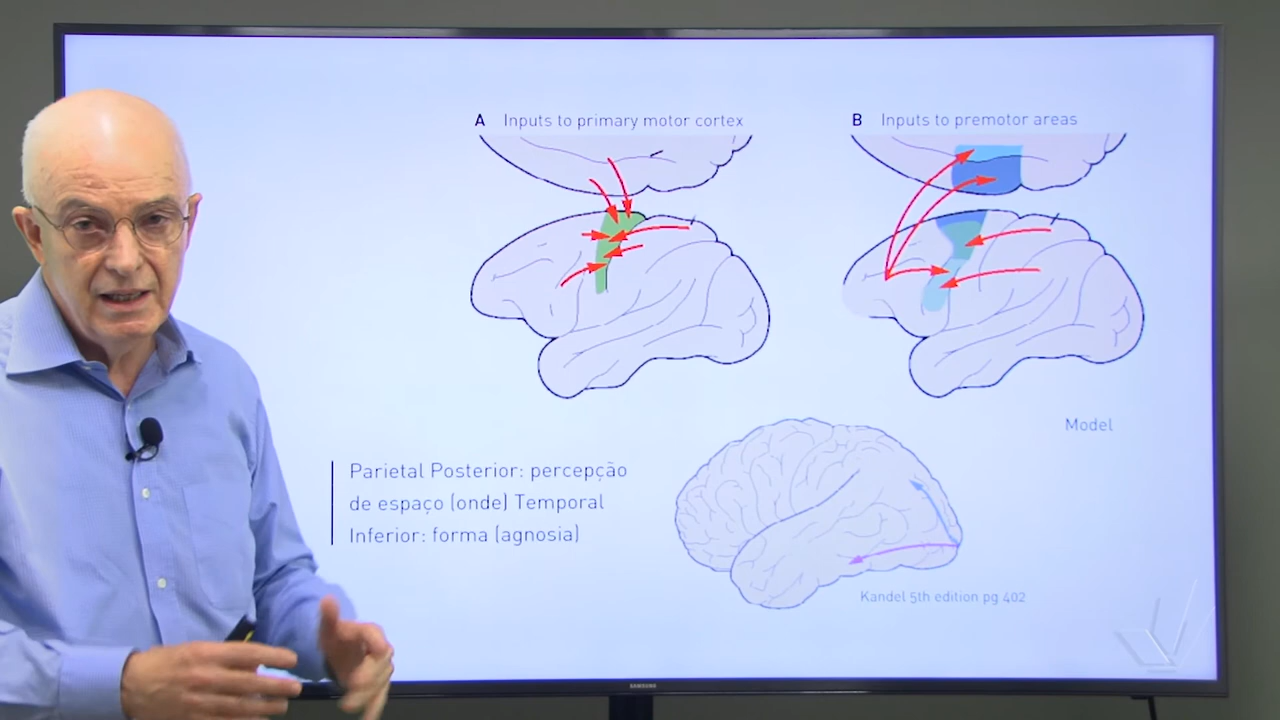 A Inputs to primary motor cortex
B Inputs to premotor areas
Model
Parietal Posterior: percepção
de espaço (onde) Temporal
Inferior: forma (agnosia)
Kandel 5th edition pg 402
SAMSUNG